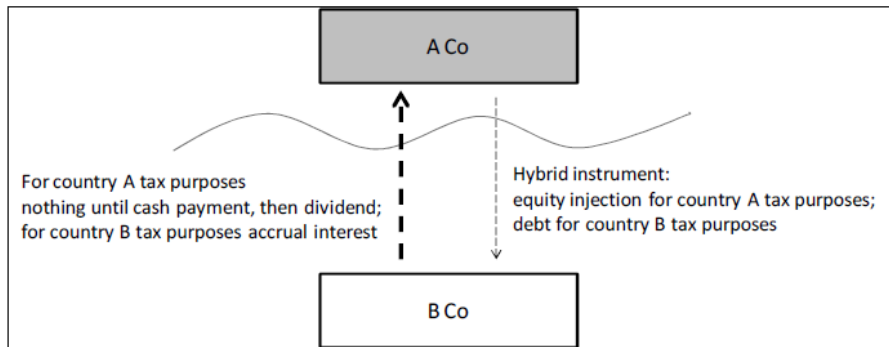 A Co
For country A tax purposes
nothing until cash payment, then dividend;
for country B tax purposes accrual interest
Hybrid instrument:
equity injection for country A tax purposes;
debt for country B tax purposes
B Co